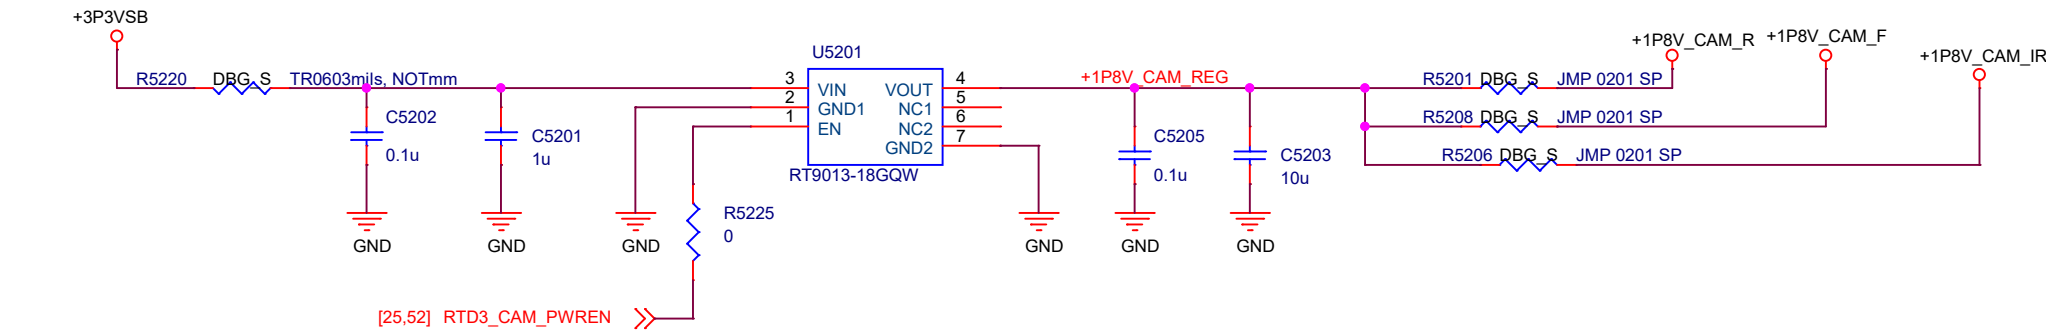 +3P3VSB
+1P8V_CAM_R
+1P8V_CAM_F
+1P8V_CAM_IR
U5201
R5220 DBG_S TR0603mils, NOTmm
3 VIN VOUT 4
+1P8V_CAM_REG
R5201 DBG_S JMP 0201 SP
2 GND1 NC1 5
1 EN NC2 6
GND2 7
R5208 DBG_S JMP 0201 SP
R5206 DBG_S JMP 0201 SP
C5202
0.1u
C5201
1u
RT9013-18GQW
C5205
0.1u
C5203
10u
R5225
0
GND
GND
GND
GND
GND
GND
[25,52] RTD3_CAM_PWREN